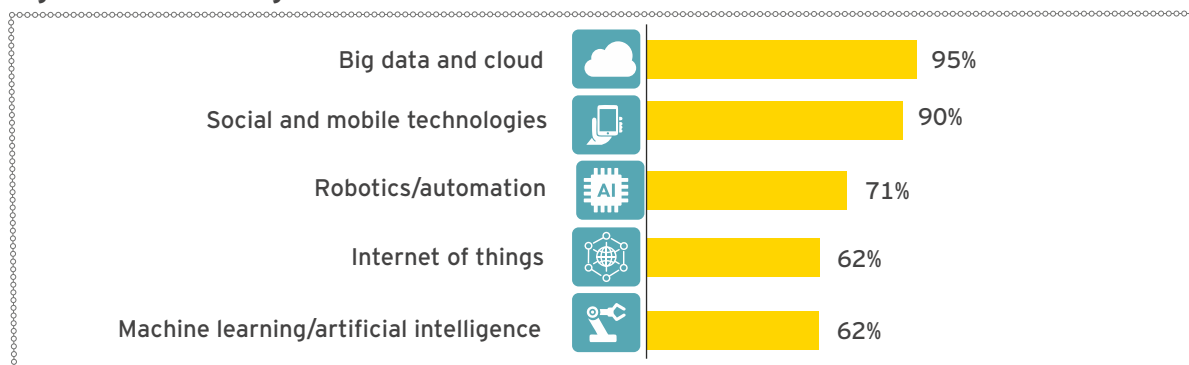 Big data and cloud 95%
Social and mobile technologies 90%
Robotics/automation AI 71%
Internet of things 62%
Machine learning/artificial intelligence 62%